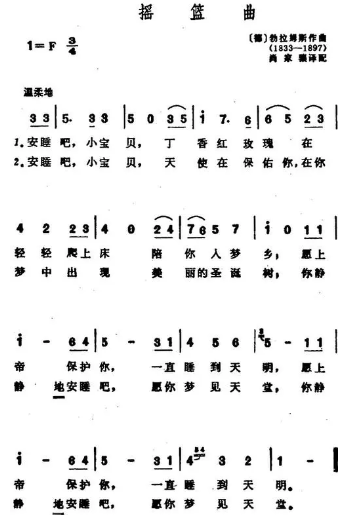 摇篮曲
1=F 3/4
〔德〕勃拉姆斯作曲
(1833—1897)
尚家骧译配
温柔地
3 3 | 5· 3 3 | 5 0 3 5 | i 7· 6 | 6 5 2 3 |
1.安睡吧，小宝贝，丁香红玫瑰在
2.安睡吧，小宝贝，天使在保佑你，在你
4 2 2 3 | 4 0 2 4 | 7 6 5 7 | i 0 1 1 |
轻轻爬上床陪你入梦乡，愿上
梦中出现美丽的圣诞树，你静
i - 6 4 | 5 - 3 1 | 4 5 6 | 5 - 1 1 |
帝保护你，一直睡到天明，愿上
静地安睡吧，愿你梦见天堂，你静
i - 6 4 | 5 - 3 1 | 4 3 2 | 1 - |
帝保护你，一直睡到天明。
静地安睡吧，愿你梦见天堂。